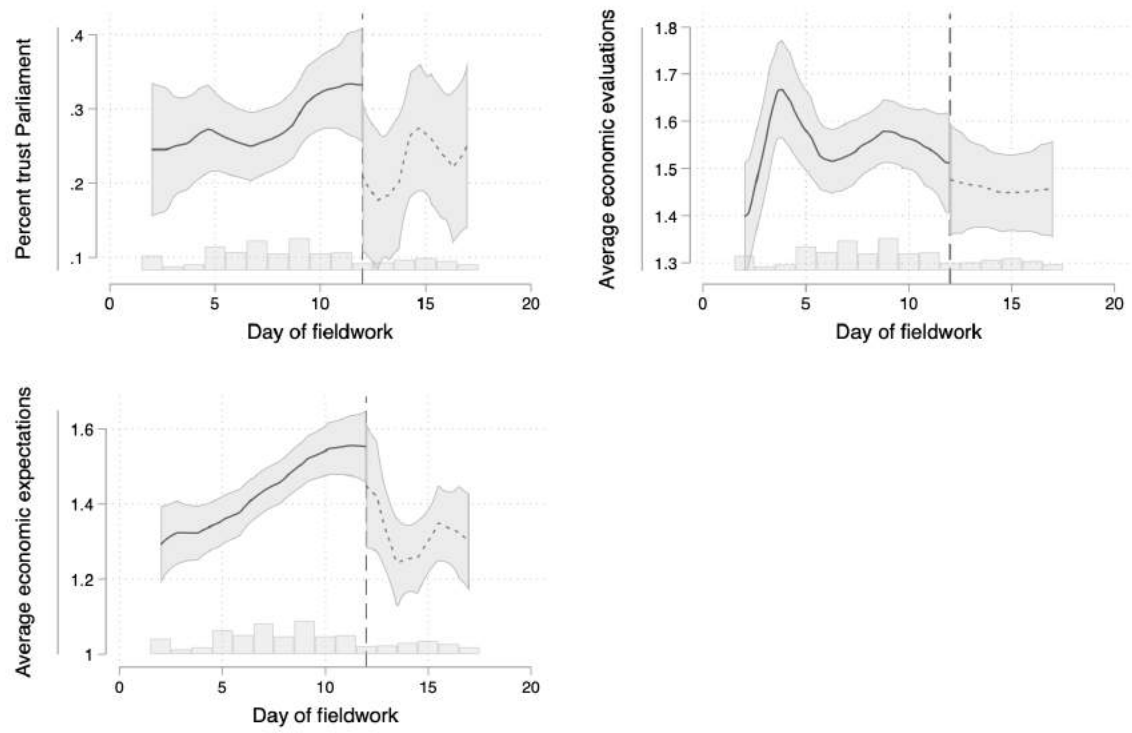 Percent trust Parliament
.4
.3
.2
.1
0 5 10 15 20
Day of fieldwork
Average economic evaluations
1.8
1.7
1.6
1.5
1.4
1.3
0 5 10 15 20
Day of fieldwork
Average economic expectations
1.6
1.4
1.2
1
0 5 10 15 20
Day of fieldwork